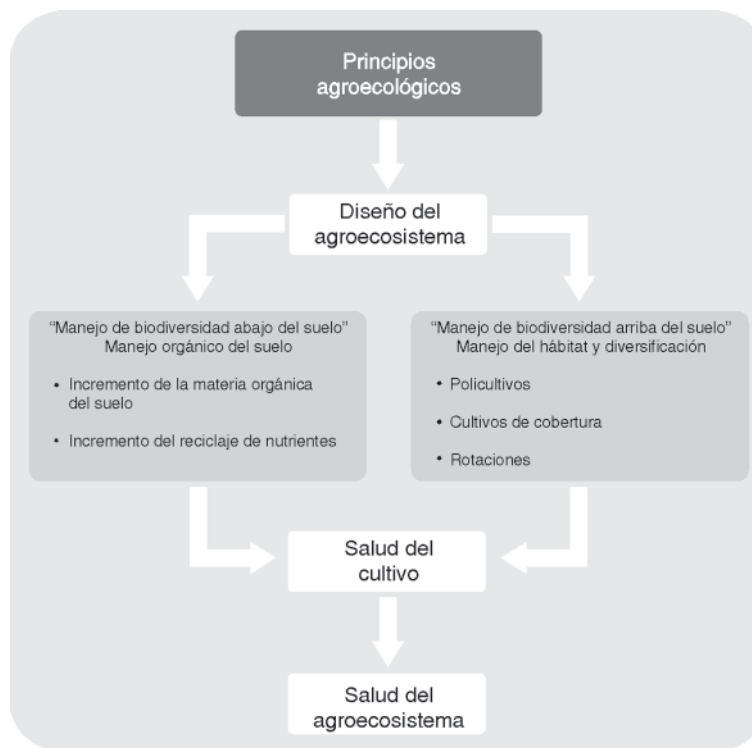 Principios
agroecológicos
Diseño del
agroecosistema
"Manejo de biodiversidad abajo del suelo"
Manejo orgánico del suelo
• Incremento de la materia orgánica
del suelo
• Incremento del reciclaje de nutrientes
"Manejo de biodiversidad arriba del suelo"
Manejo del hábitat y diversificación
• Policultivos
• Cultivos de cobertura
• Rotaciones
Salud del
cultivo
Salud del
agroecosistema